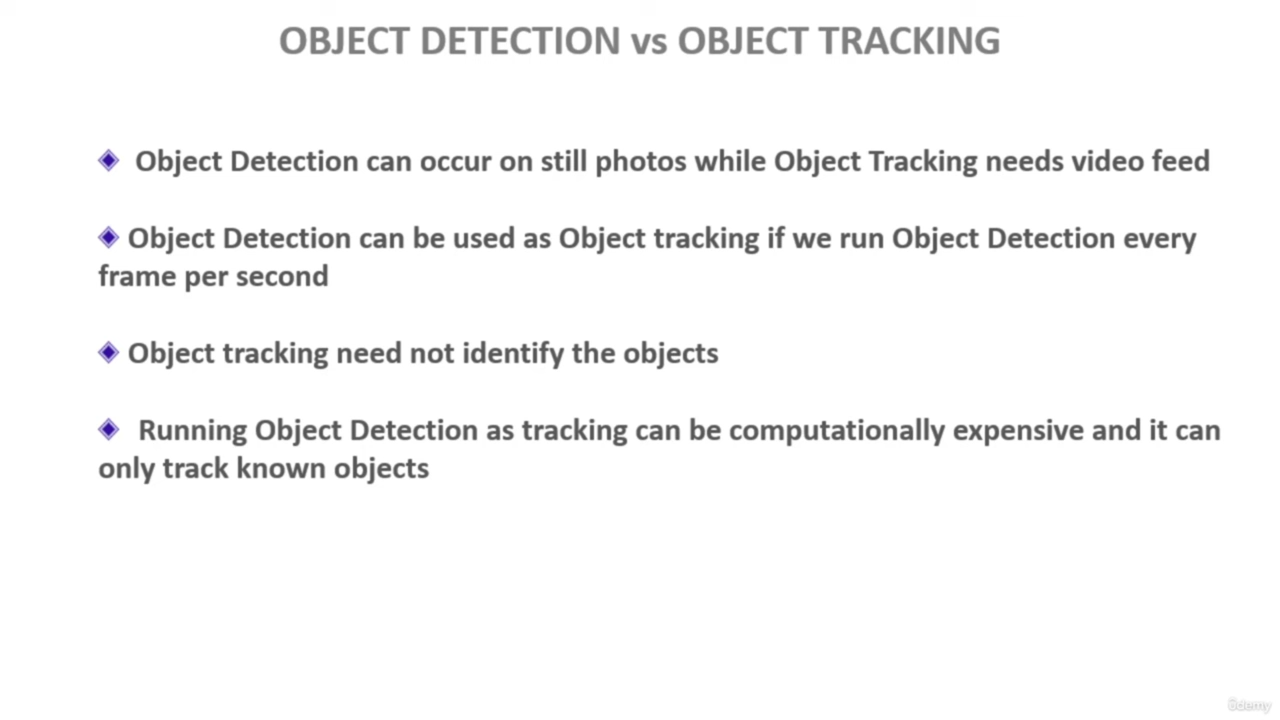 OBJECT DETECTION vs OBJECT TRACKING
Object Detection can occur on still photos while Object Tracking needs video feed
Object Detection can be used as Object tracking if we run Object Detection every
frame per second
Object tracking need not identify the objects
Running Object Detection as tracking can be computationally expensive and it can
only track known objects
ûdemy